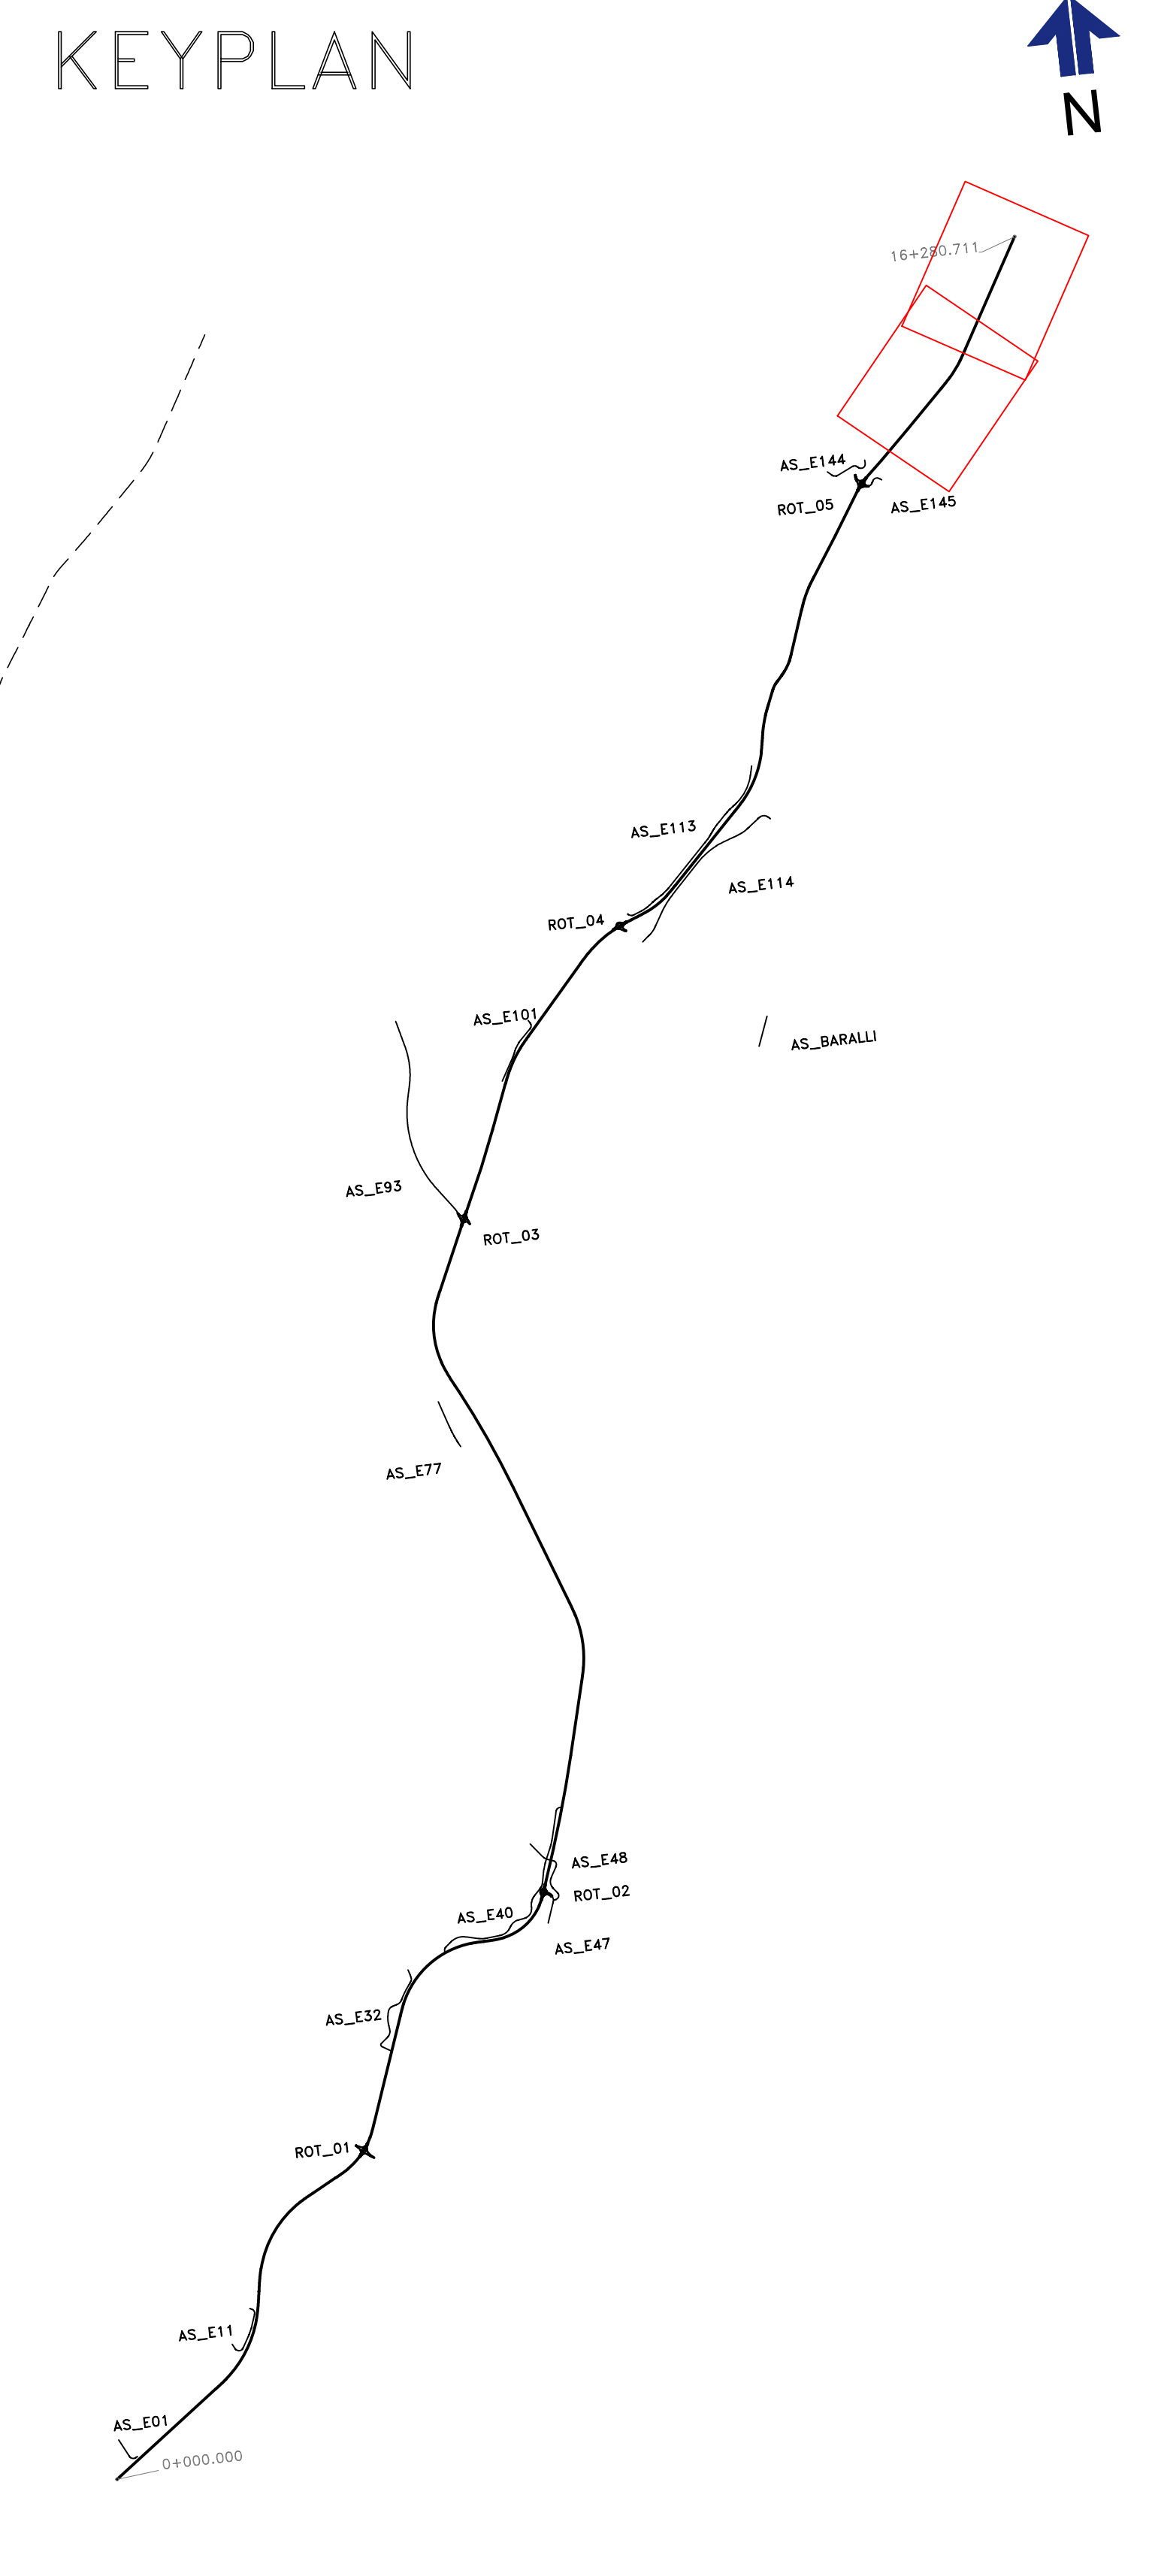 KEYPLAN
N
16+280.711
AS_E144
ROT_05
AS_E145
AS_E113
AS_E114
ROT_04
AS_E101
AS_BARALLI
AS_E93
ROT_03
AS_E77
AS_E48
ROT_02
AS_E40
AS_E47
AS_E32
ROT_01
AS_E11
AS_E01
0+000.000